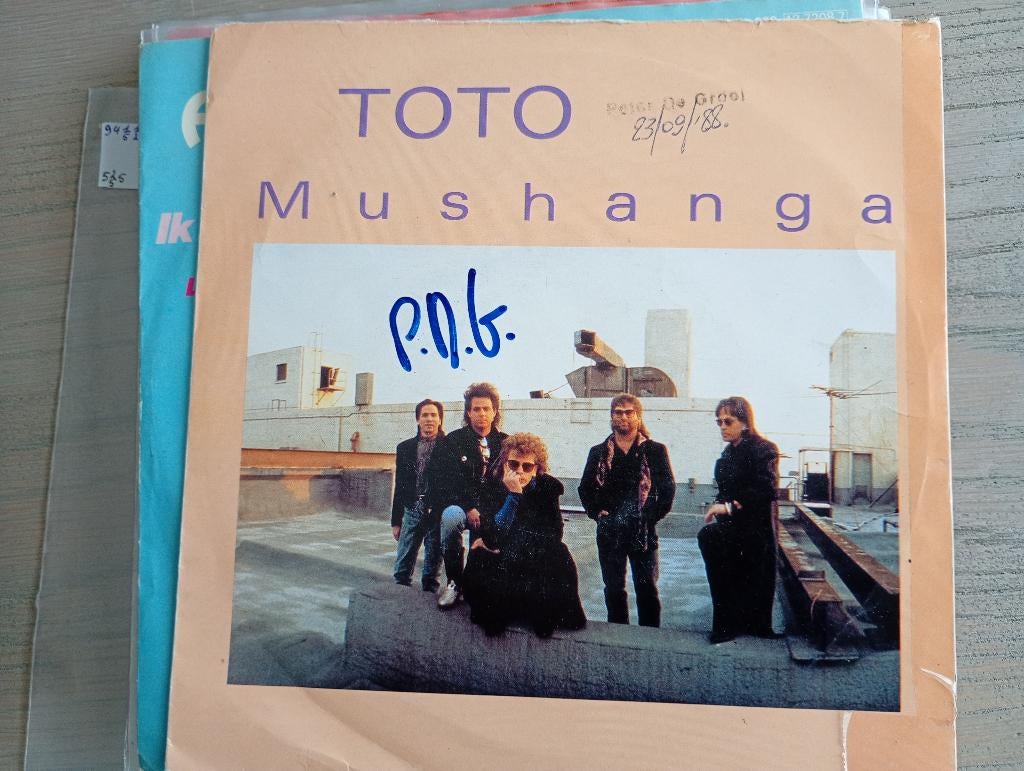 TOTO
Peter De Groot
23/09/'88.
Mushanga
P.D.G.
Ik